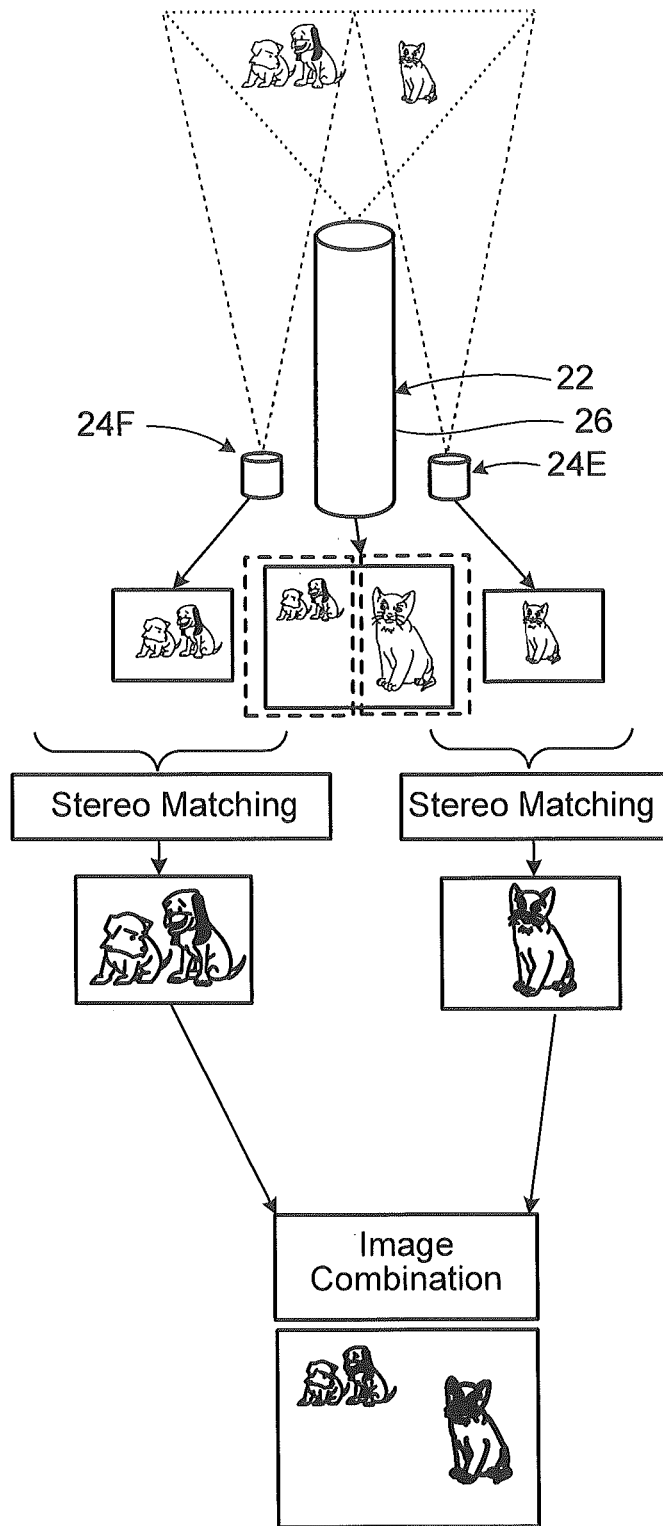 22
24F
26
24E
Stereo Matching
Stereo Matching
Image
Combination